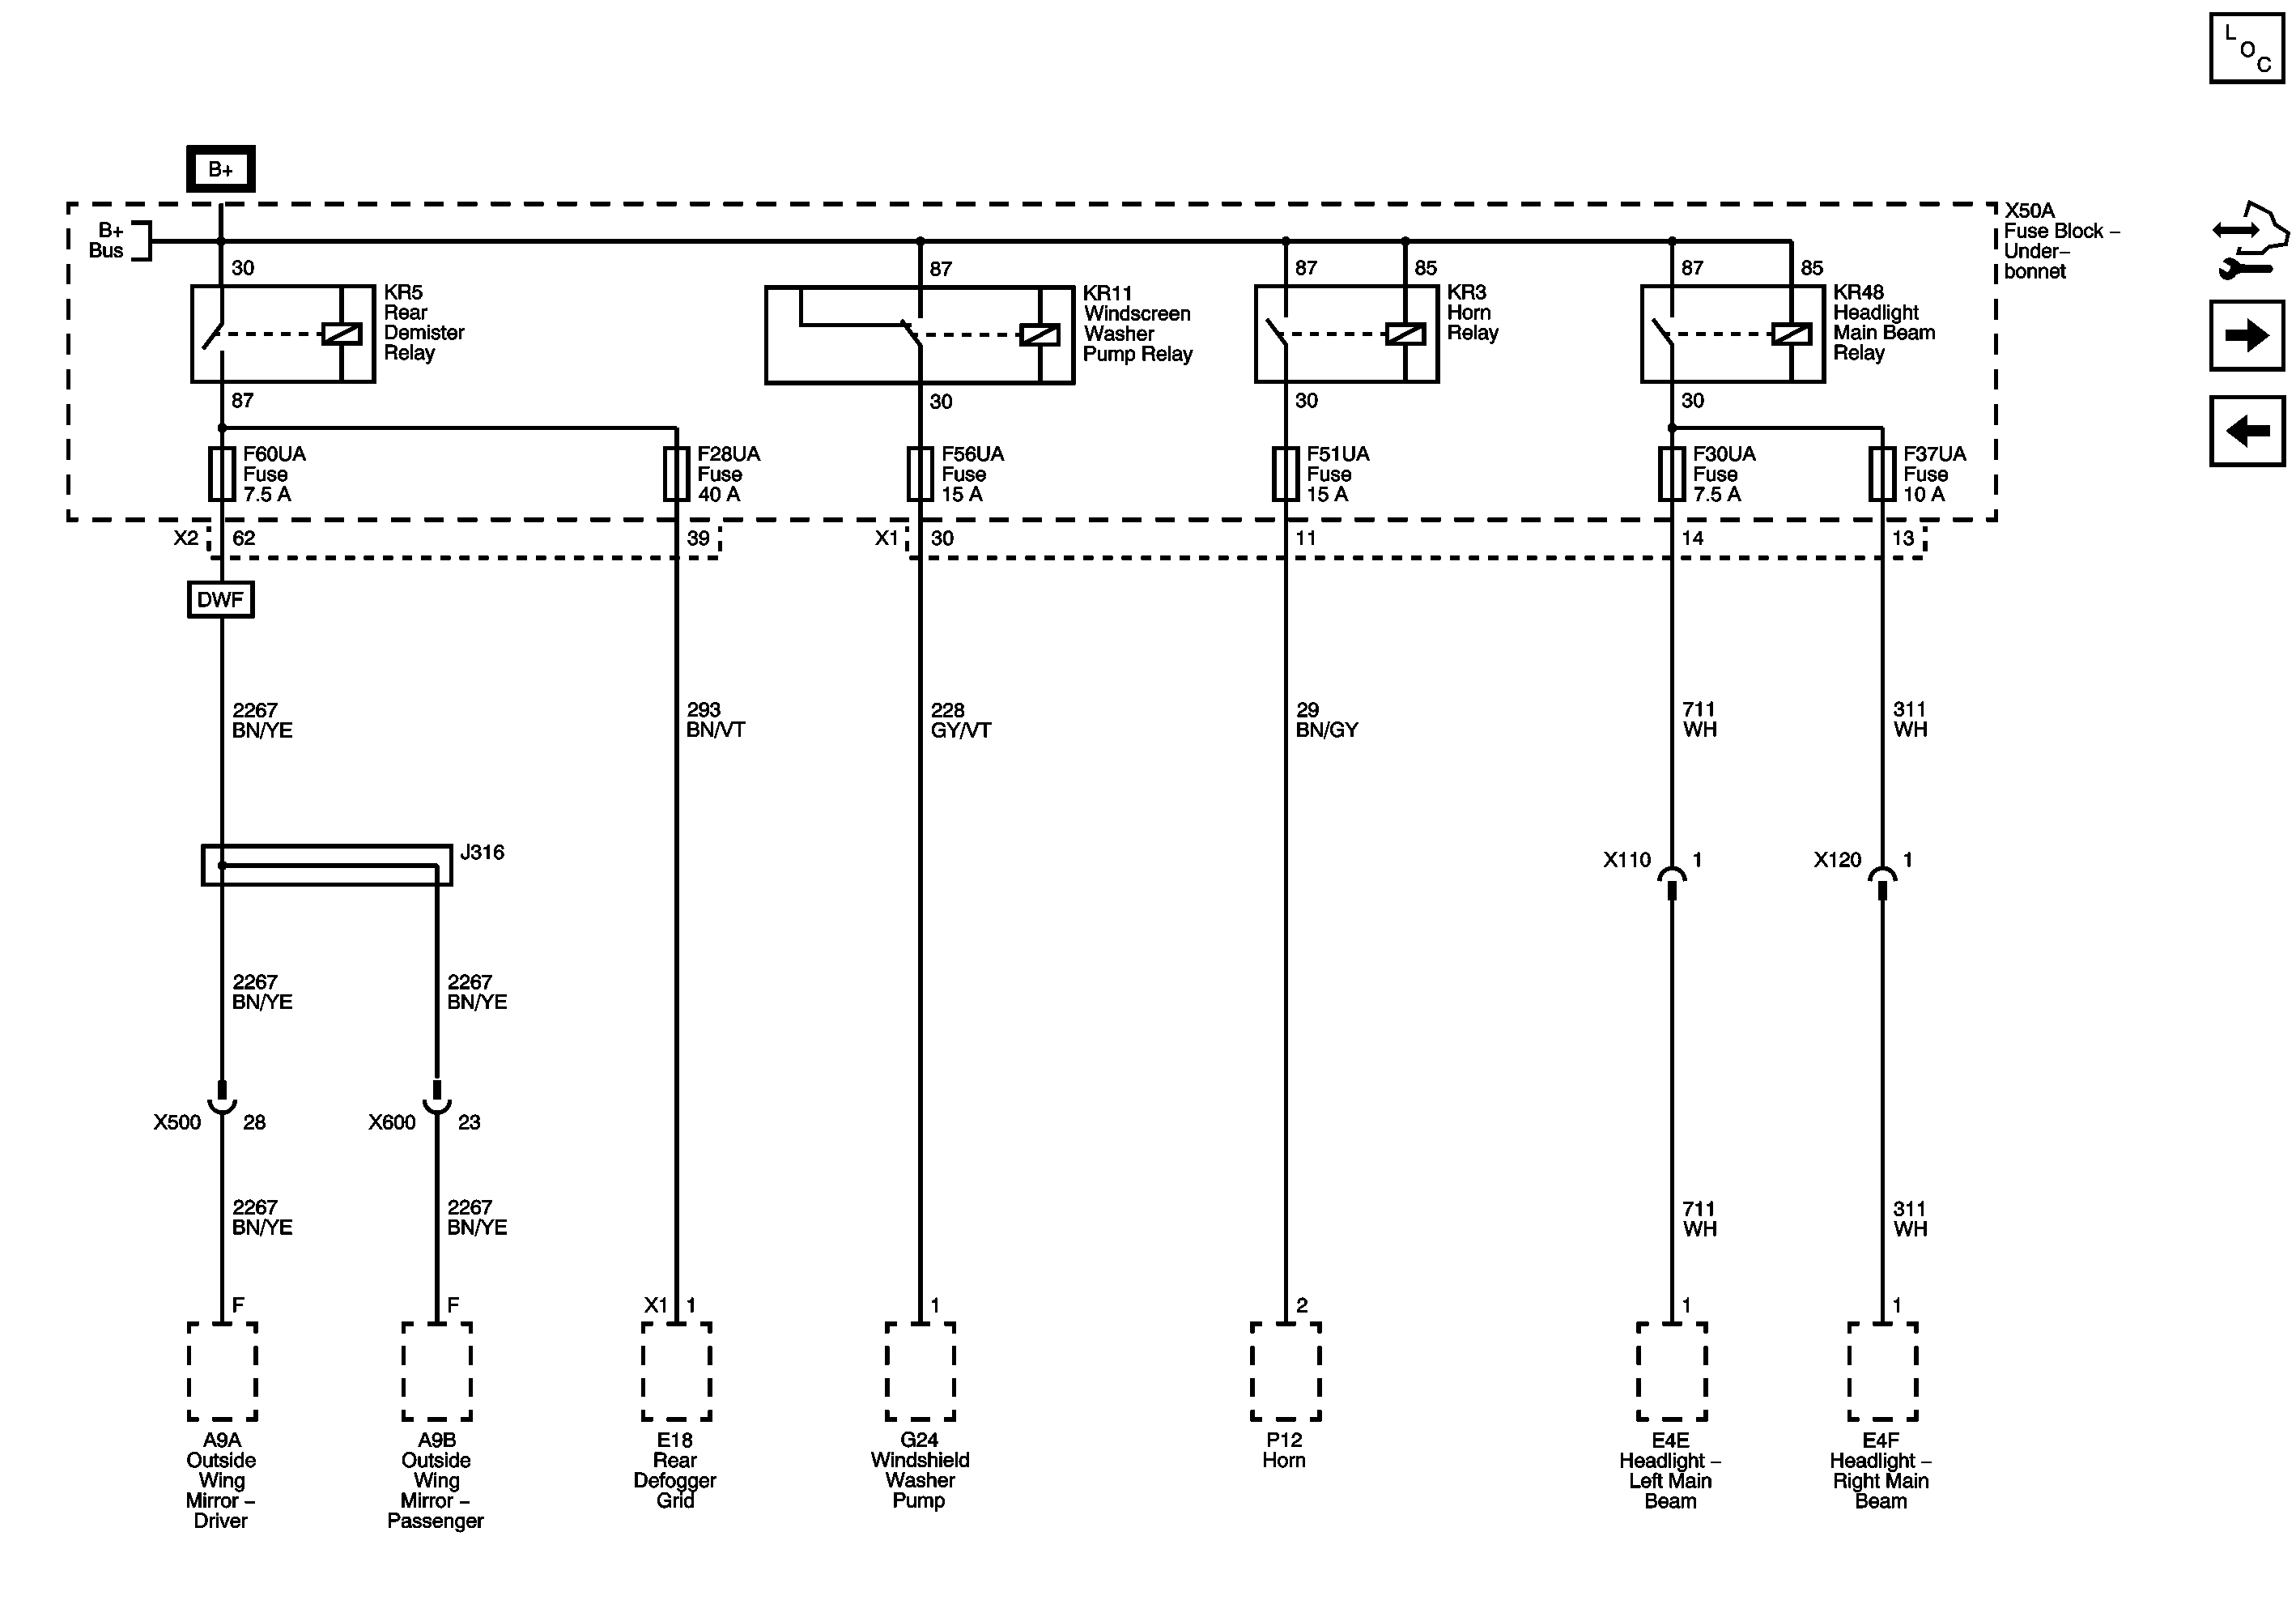 L
O
C
B+
B+
Bus
X50A
Fuse Block –
Under–
bonnet
30
87
87
85
87
85
KR5
Rear
Demister
Relay
KR11
Windscreen
Washer
Pump Relay
KR3
Horn
Relay
KR48
Headlight
Main Beam
Relay
87
30
30
30
F60UA
Fuse
7.5 A
F28UA
Fuse
40 A
F56UA
Fuse
15 A
F51UA
Fuse
15 A
F30UA
Fuse
7.5 A
F37UA
Fuse
10 A
X2
62
39
X1
30
11
14
13
DWF
2267
BN/YE
293
BN/VT
228
GY/VT
29
BN/GY
711
WH
311
WH
J316
X110
1
X120
1
2267
BN/YE
2267
BN/YE
X500
28
X600
23
2267
BN/YE
2267
BN/YE
711
WH
311
WH
F
F
X1
1
1
2
1
1
A9A
Outside
Wing
Mirror –
Driver
A9B
Outside
Wing
Mirror –
Passenger
E18
Rear
Defogger
Grid
G24
Windshield
Washer
Pump
P12
Horn
E4E
Headlight –
Left Main
Beam
E4F
Headlight –
Right Main
Beam